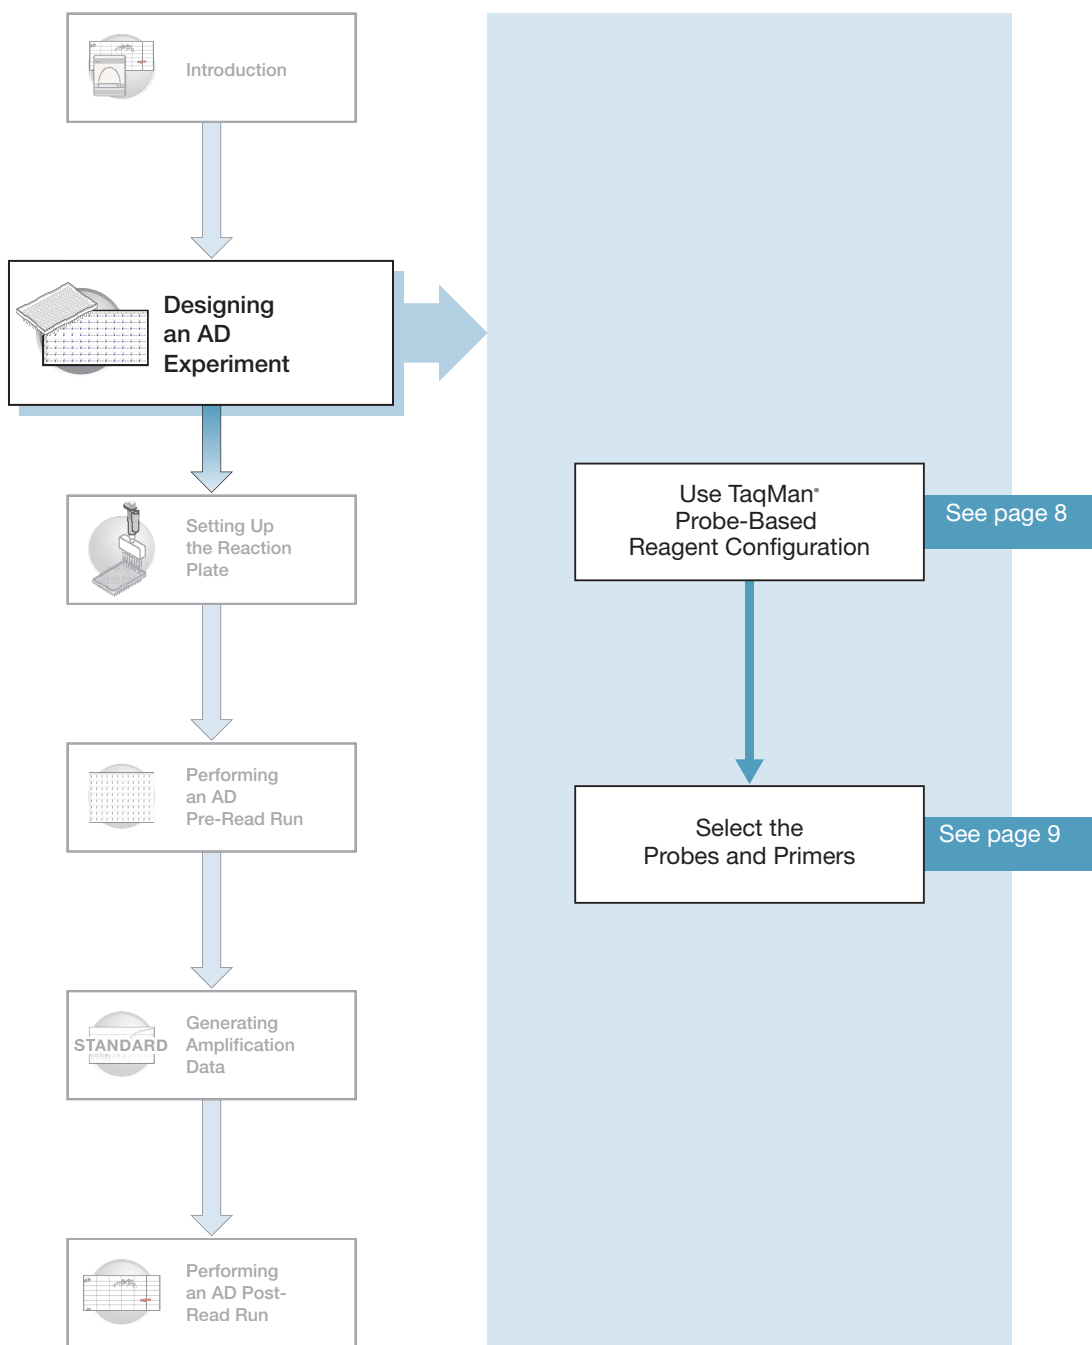 Introduction
Designing
an AD
Experiment
Setting Up
the Reaction
Plate
Performing
an AD
Pre-Read Run
STANDARD
Generating
Amplification
Data
Performing
an AD Post-
Read Run
Use TaqMan®
Probe-Based
Reagent Configuration
See page 8
Select the
Probes and Primers
See page 9